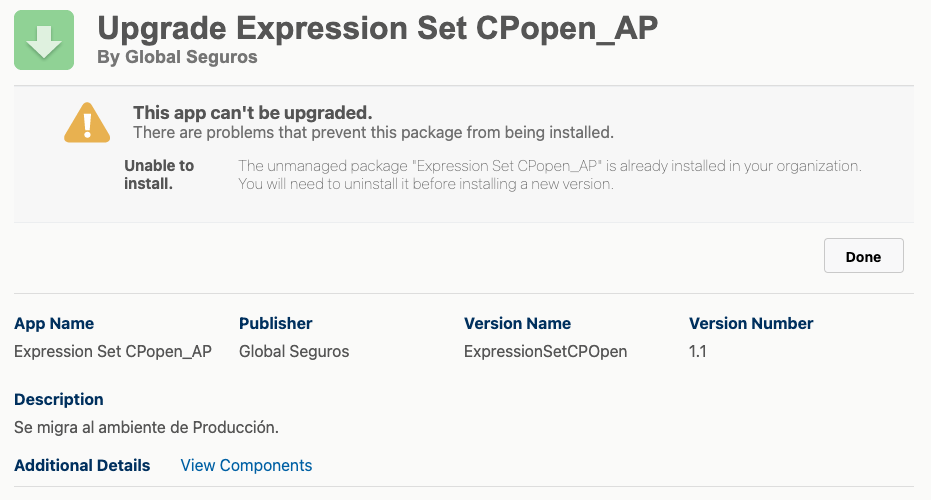 Upgrade Expression Set CPopen_AP
By Global Seguros
This app can't be upgraded.
There are problems that prevent this package from being installed.
Unable to install.
The unmanaged package "Expression Set CPopen_AP" is already installed in your organization.
You will need to uninstall it before installing a new version.
Done
App Name
Publisher
Version Name
Version Number
Expression Set CPopen_AP
Global Seguros
ExpressionSetCPOpen
1.1
Description
Se migra al ambiente de Producción.
Additional Details
View Components